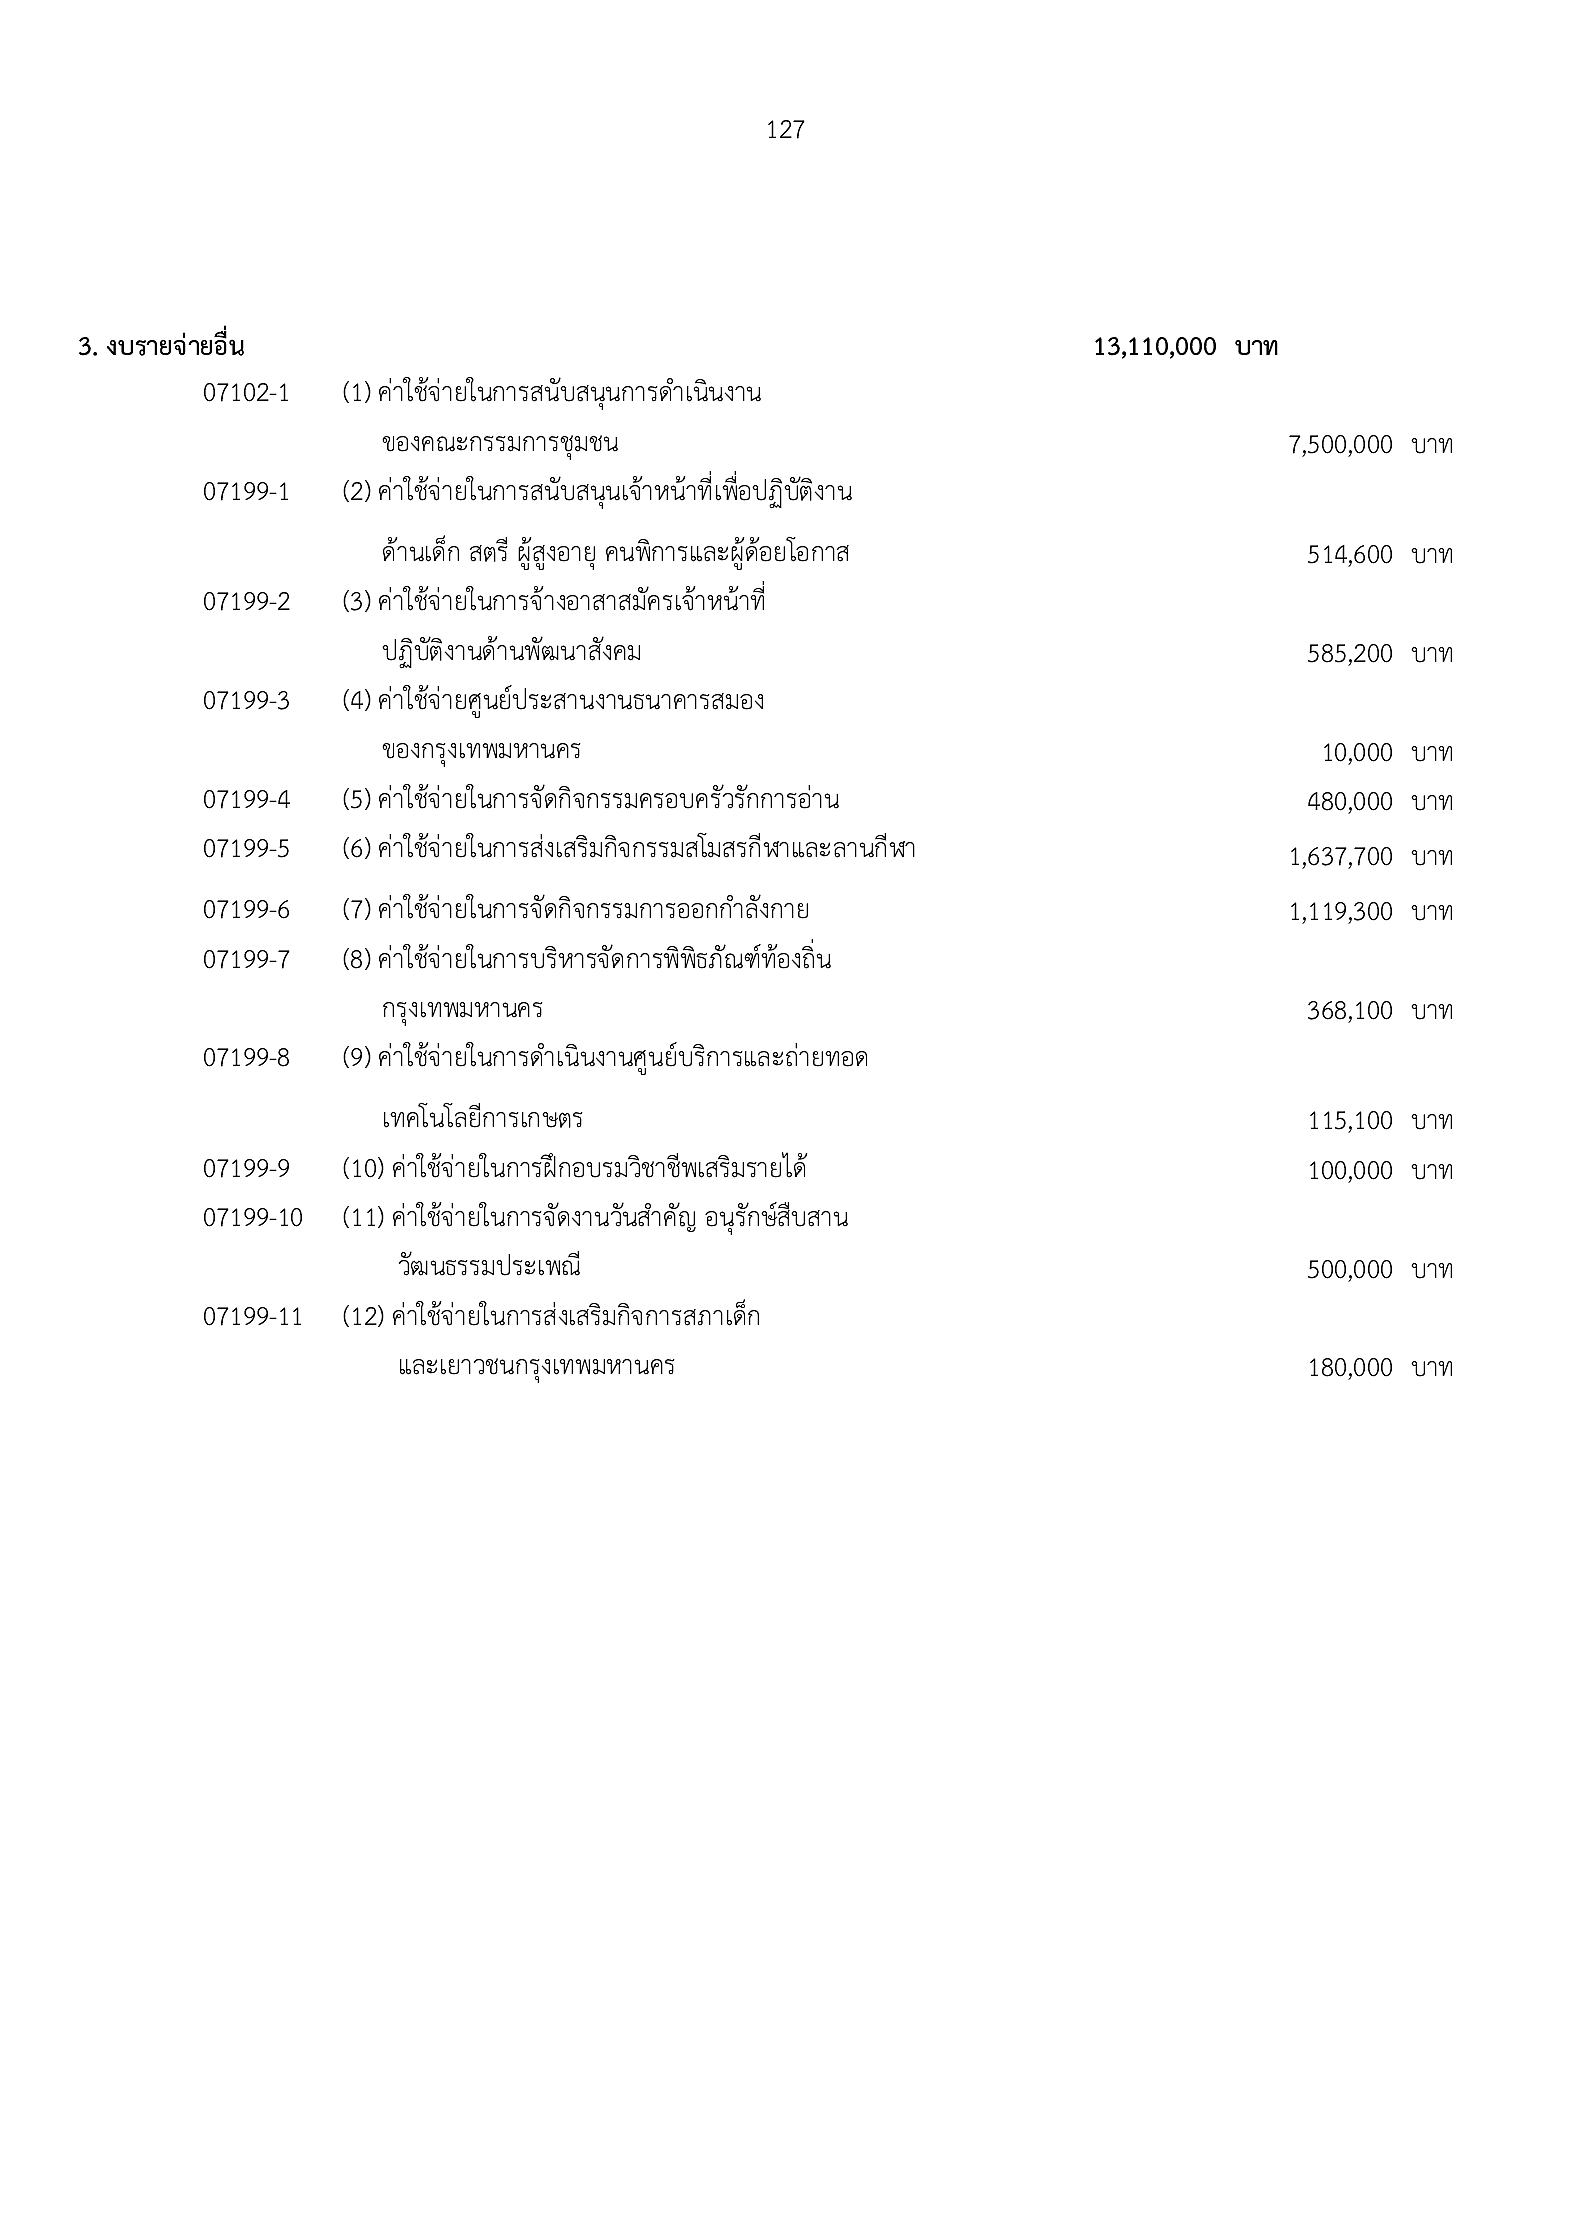 127
3. งบรายจ่ายอื่น 13,110,000 บาท
07102-1 (1) ค่าใช้จ่ายในการสนับสนุนการดำเนินงาน
ของคณะกรรมการชุมชน 7,500,000 บาท
07199-1 (2) ค่าใช้จ่ายในการสนับสนุนเจ้าหน้าที่เพื่อปฏิบัติงาน
ด้านเด็ก สตรี ผู้สูงอายุ คนพิการและผู้ด้อยโอกาส 514,600 บาท
07199-2 (3) ค่าใช้จ่ายในการจ้างอาสาสมัครเจ้าหน้าที่
ปฏิบัติงานด้านพัฒนาสังคม 585,200 บาท
07199-3 (4) ค่าใช้จ่ายศูนย์ประสานงานธนาคารสมอง
ของกรุงเทพมหานคร 10,000 บาท
07199-4 (5) ค่าใช้จ่ายในการจัดกิจกรรมครอบครัวรักการอ่าน 480,000 บาท
07199-5 (6) ค่าใช้จ่ายในการส่งเสริมกิจกรรมสโมสรกีฬาและลานกีฬา 1,637,700 บาท
07199-6 (7) ค่าใช้จ่ายในการจัดกิจกรรมการออกกำลังกาย 1,119,300 บาท
07199-7 (8) ค่าใช้จ่ายในการบริหารจัดการพิพิธภัณฑ์ท้องถิ่น
กรุงเทพมหานคร 368,100 บาท
07199-8 (9) ค่าใช้จ่ายในการดำเนินงานศูนย์บริการและถ่ายทอด
เทคโนโลยีการเกษตร 115,100 บาท
07199-9 (10) ค่าใช้จ่ายในการฝึกอบรมวิชาชีพเสริมรายได้ 100,000 บาท
07199-10 (11) ค่าใช้จ่ายในการจัดงานวันสำคัญ อนุรักษ์สืบสาน
วัฒนธรรมประเพณี 500,000 บาท
07199-11 (12) ค่าใช้จ่ายในการส่งเสริมกิจการสภาเด็ก
และเยาวชนกรุงเทพมหานคร 180,000 บาท